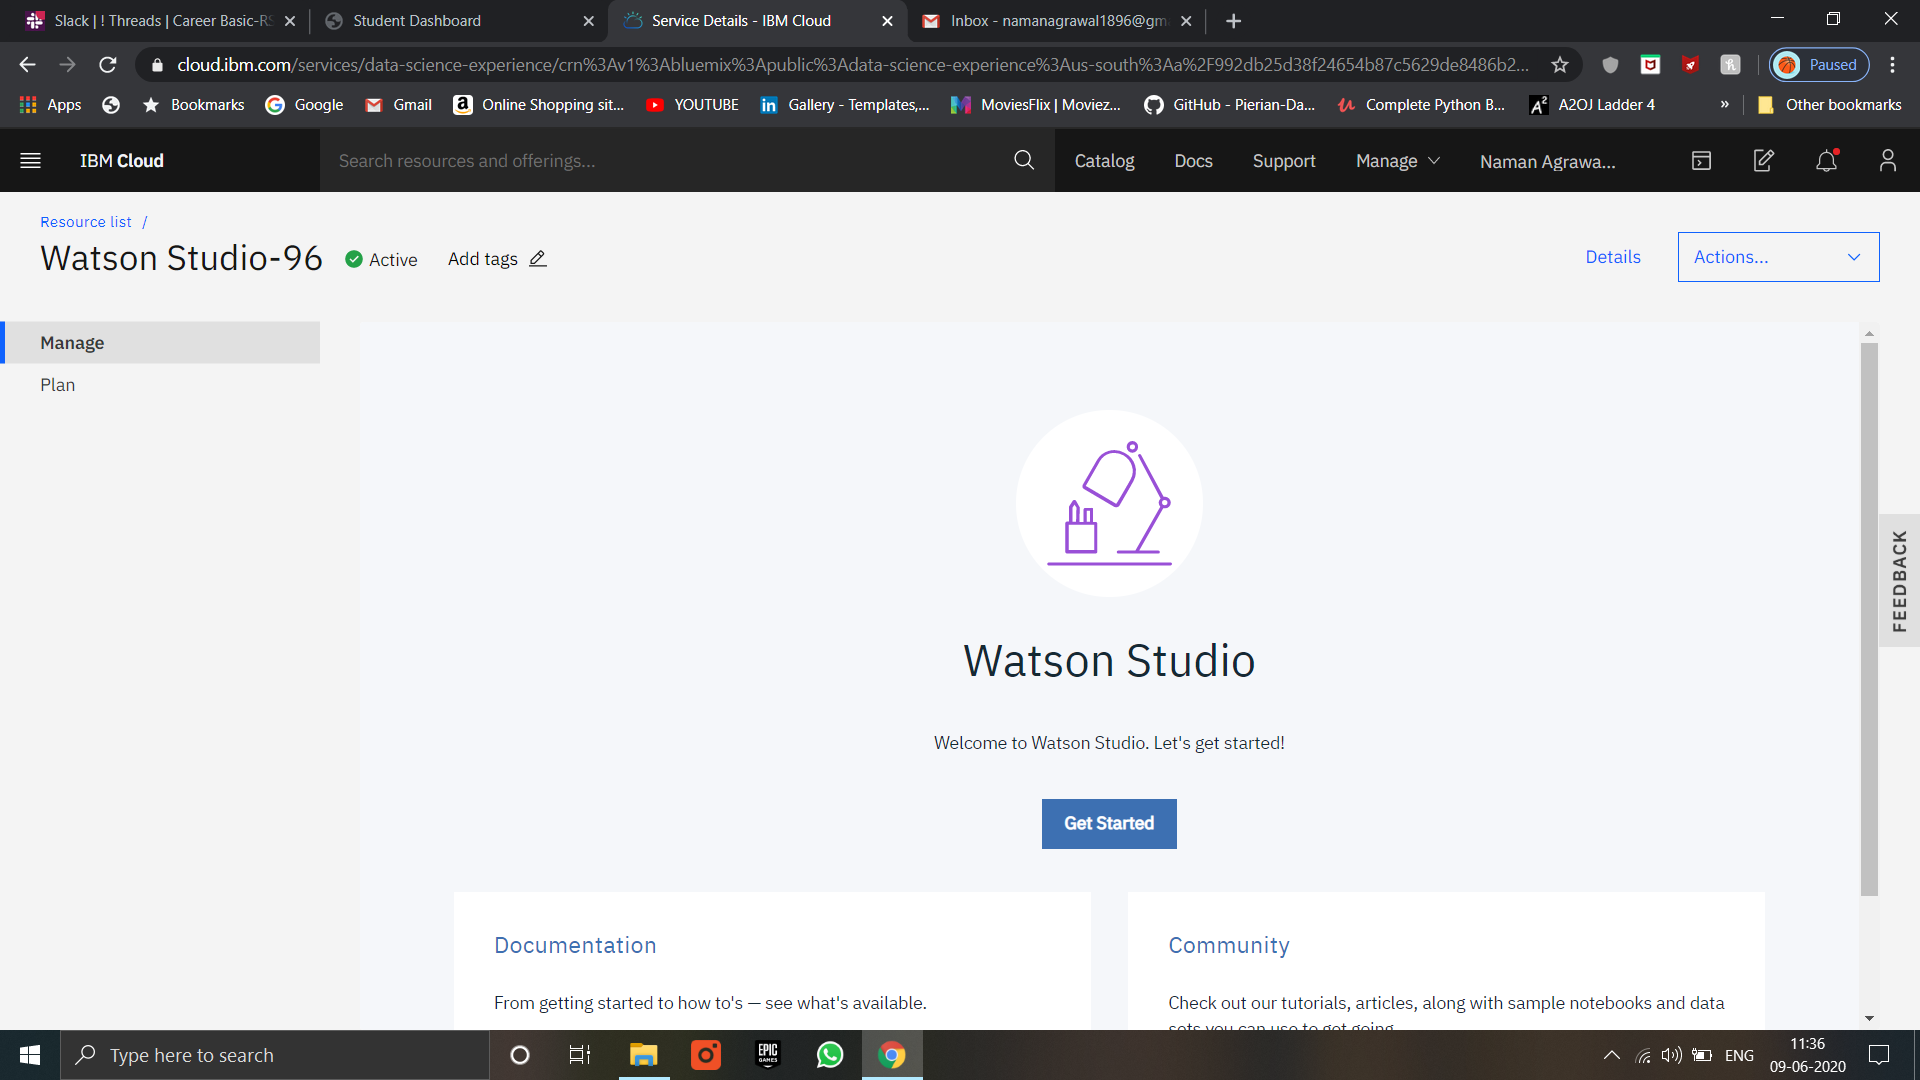 Slack | ! Threads | Career Basic-RS
Student Dashboard
Service Details - IBM Cloud
Inbox - namanagrawal1896@gm
cloud.ibm.com/services/data-science-experience/crn%3Av1%3Abluemix%3Apublic%3Adata-science-experience%3Aus-south%3Aa%2F992db25d38f24654b87c5629de8486b2...
Paused
Apps
Bookmarks
Google
Gmail
Online Shopping sit...
YOUTUBE
Gallery - Templates,...
MoviesFlix | Moviez...
GitHub - Pierian-Da...
Complete Python B...
A2OJ Ladder 4
»
Other bookmarks
IBM Cloud
Search resources and offerings...
Catalog
Docs
Support
Manage
Naman Agrawa...
Resource list /
Watson Studio-96
Active
Add tags
Details
Actions...
Manage
Plan
FEEDBACK
Watson Studio
Welcome to Watson Studio. Let's get started!
Get Started
Documentation
From getting started to how to's — see what's available.
Community
Check out our tutorials, articles, along with sample notebooks and data
sets you can use to get going.
Type here to search
EPIC
GAMES
ENG
11:36
09-06-2020